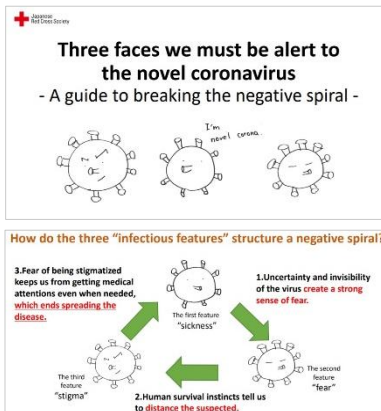 Japanese
Red Cross Society
Three faces we must be alert to
the novel coronavirus
- A guide to breaking the negative spiral -
I'm
novel corona.
How do the three "infectious features" structure a negative spiral?
3.Fear of being stigmatized
keeps us from getting medical
attentions even when needed,
which ends spreading the
disease.
1.Uncertainty and invisibility
of the virus create a strong
sense of fear.
The first feature
"sickness"
The third
feature
"stigma"
The second
feature
"fear"
2.Human survival instincts tell us
to distance the suspected.